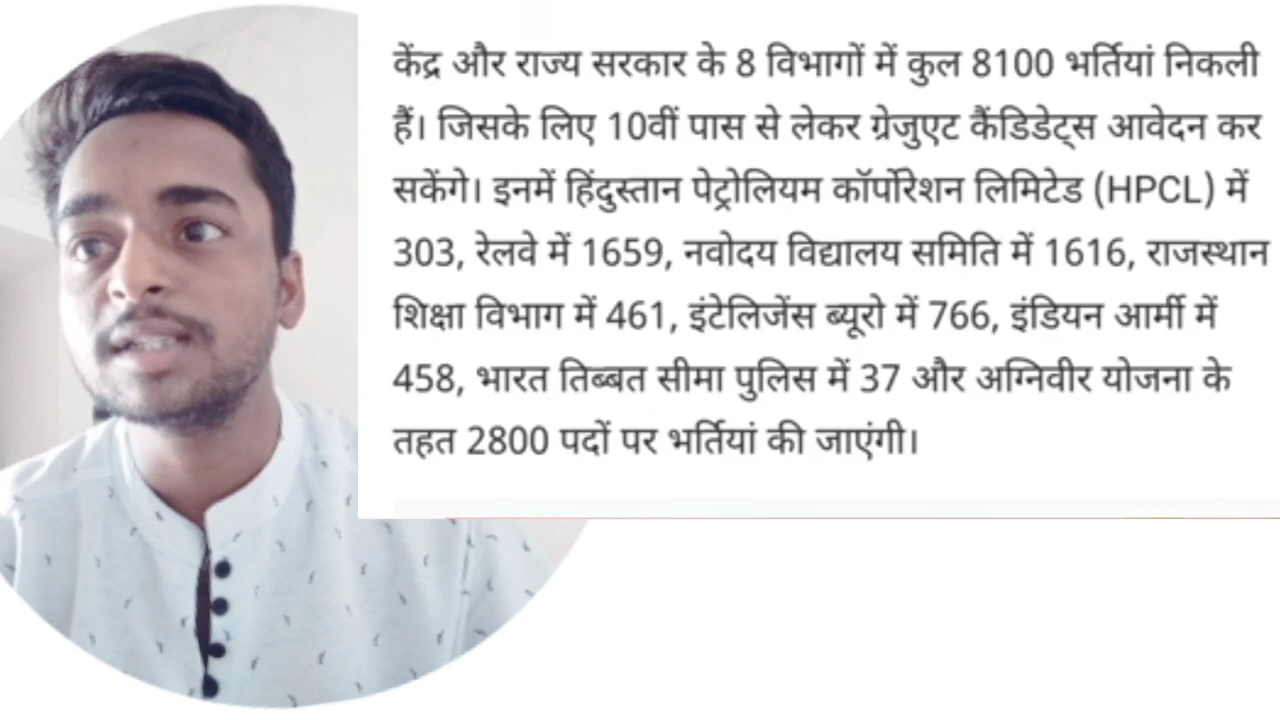 केंद्र और राज्य सरकार के 8 विभागों में कुल 8100 भर्तियां निकली
हैं। जिसके लिए 10वीं पास से लेकर ग्रेजुएट कैंडिडेट्स आवेदन कर
सकेंगे। इनमें हिंदुस्तान पेट्रोलियम कॉर्पोरेशन लिमिटेड (HPCL) में
303, रेलवे में 1659, नवोदय विद्यालय समिति में 1616, राजस्थान
शिक्षा विभाग में 461, इंटेलिजेंस ब्यूरो में 766, इंडियन आर्मी में
458, भारत तिब्बत सीमा पुलिस में 37 और अग्निवीर योजना के
तहत 2800 पदों पर भर्तियां की जाएंगी।